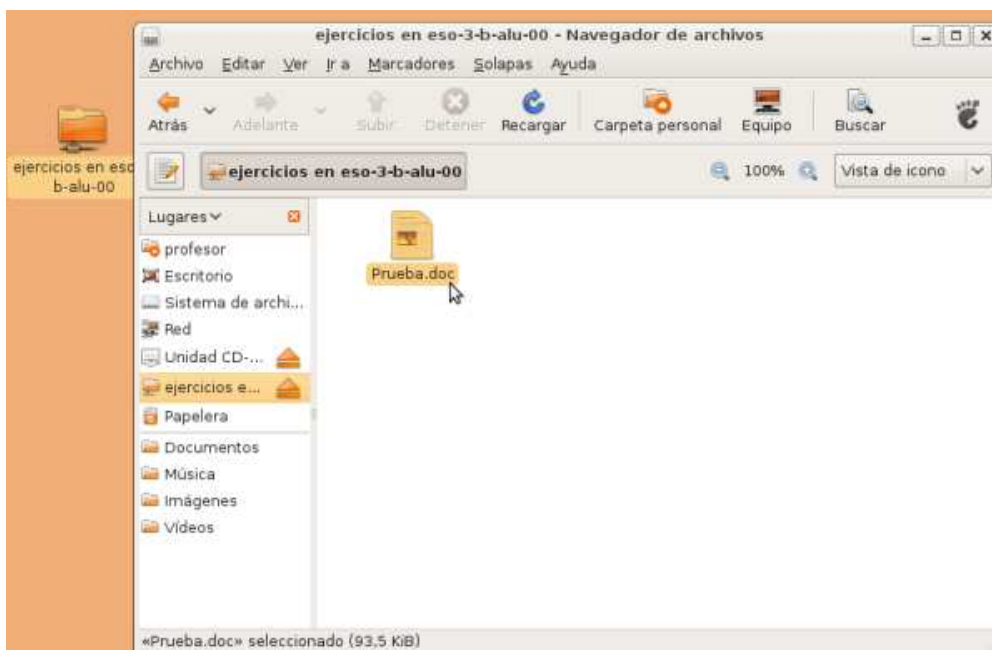 ejercicios en eso-3-b-alu-00 - Navegador de archivos
Archivo Editar Ver Ir a Marcadores Solapas Ayuda
Atrás Adelante Subir Detener Recargar Carpeta personal Equipo Buscar
ejercicios en eso-3-b-alu-00 100% Vista de icono
ejercicios en eso
b-alu-00
Lugares
profesor
Escritorio
Sistema de archi...
Red
Unidad CD-...
ejercicios e...
Papelera
Documentos
Música
Imágenes
Vídeos
Prueba.doc
«Prueba.doc» seleccionado (93,5 KiB)